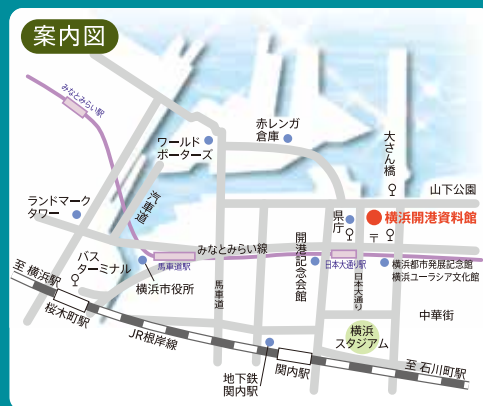 案内図
みなとみらい駅
ワールド
ポーターズ
赤レンガ
倉庫
大さん橋
山下公園
ランドマーク
タワー
汽車道
県庁
横浜開港資料館
〒
バス
ターミナル
みなとみらい線
馬車道駅
開港記念会館
日本大通り駅
横浜都市発展記念館
横浜ユーラシア文化館
至 横浜駅
横浜市役所
馬車道
日本大通り
中華街
桜木町駅
JR根岸線
横浜
スタジアム
地下鉄
関内駅
関内駅
至 石川町駅